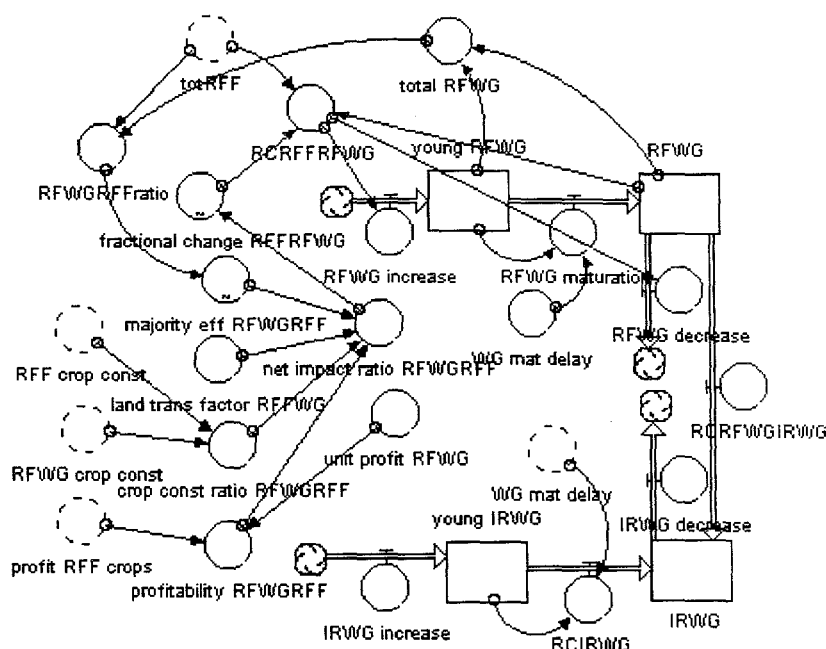 totRFF
total RFWG
RCRFFRFWG
young RFWG
RFWG
RFWGRFFratio
fractional change RFFRFWG
RFWG increase
RFWG maturatio
majority eff RFWGRFF
WG mat delay
RFWG decrease
RFF crop const
net impact ratio RFWGRFF
land trans factor RFFWG
RCRFWGIRWG
unit profit RFWG
RFWG crop const
crop const ratio RFWGRFF
WG mat delay
young IRWG
IRWG decrease
profit RFF crops
profitability RFWGRFF
IRWG increase
RCIRWG
IRWG